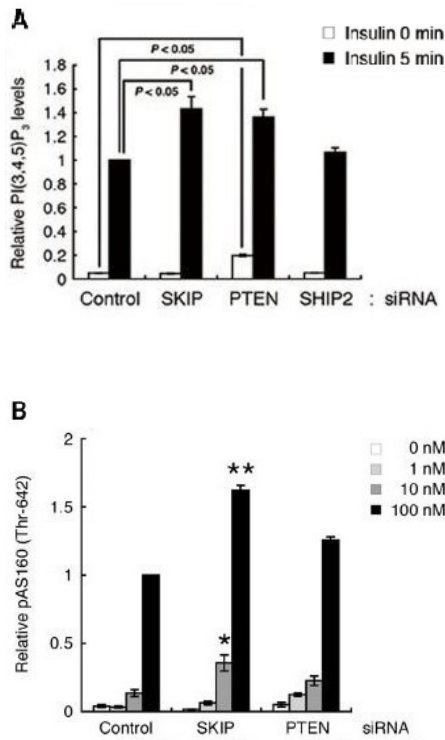 A
Insulin 0 min
Insulin 5 min
P < 0.05
P < 0.05
P < 0.05
Relative PI(3,4,5)P₃ levels
1.8
1.6
1.4
1.2
1
0.8
0.6
0.4
0.2
0
Control SKIP PTEN SHIP2 : siRNA
B
0 nM
1 nM
10 nM
100 nM
Relative pAS160 (Thr-642)
2
1.5
1
0.5
0
**
*
Control SKIP PTEN siRNA